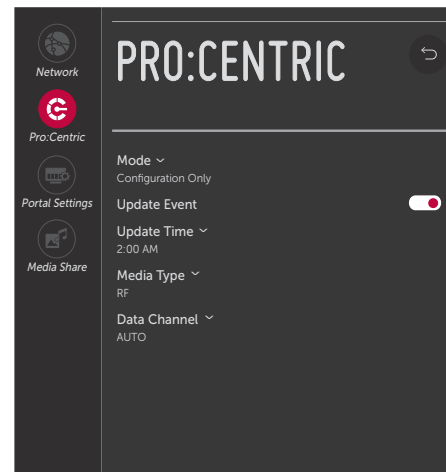 Network
Pro:Centric
Portal Settings
Media Share
PRO:CENTRIC
Mode
Configuration Only
Update Event
Update Time
2:00 AM
Media Type
RF
Data Channel
AUTO